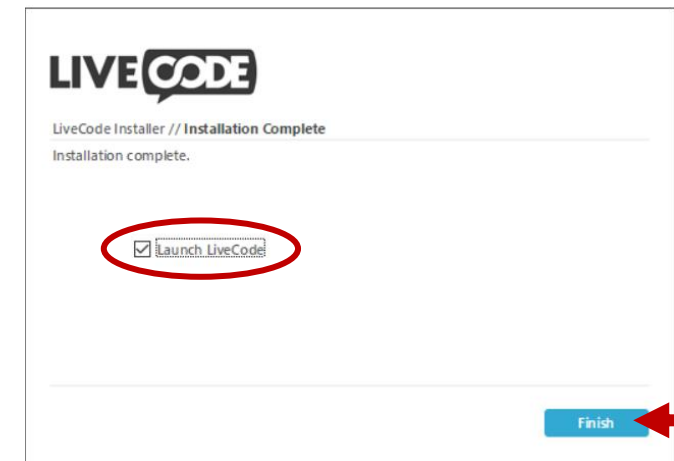 LIVECODE
LiveCode Installer // Installation Complete
Installation complete.
Launch LiveCode
Finish